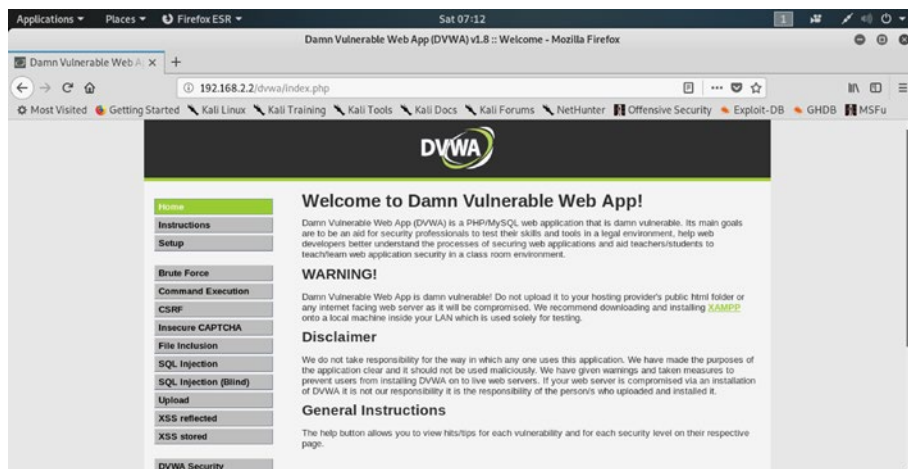 Applications Places Firefox ESR Sat 07:12 1
Damn Vulnerable Web App (DVWA) v1.8 :: Welcome - Mozilla Firefox
Damn Vulnerable Web A
192.168.2.2/dvwa/index.php
Most Visited Getting Started Kali Linux Kali Training Kali Tools Kali Docs Kali Forums NetHunter Offensive Security Exploit-DB GHDB MSFu
DVWA
Home
Instructions
Setup
Brute Force
Command Execution
CSRF
Insecure CAPTCHA
File Inclusion
SQL Injection
SQL Injection (Blind)
Upload
XSS reflected
XSS stored
DVWA Security
Welcome to Damn Vulnerable Web App!
Damn Vulnerable Web App (DVWA) is a PHP/MySQL web application that is damn vulnerable. Its main goals
are to be an aid for security professionals to test their skills and tools in a legal environment, help web
developers better understand the processes of securing web applications and aid teachers/students to
teach/learn web application security in a class room environment.
WARNING!
Damn Vulnerable Web App is damn vulnerable! Do not upload it to your hosting provider's public html folder or
any internet facing web server as it will be compromised. We recommend downloading and installing XAMPP
onto a local machine inside your LAN which is used solely for testing.
Disclaimer
We do not take responsibility for the way in which any one uses this application. We have made the purposes of
the application clear and it should not be used maliciously. We have given warnings and taken measures to
prevent users from installing DVWA on to live web servers. If your web server is compromised via an installation
of DVWA it is not our responsibility it is the responsibility of the person/s who uploaded and installed it.
General Instructions
The help button allows you to view hits/tips for each vulnerability and for each security level on their respective
page.